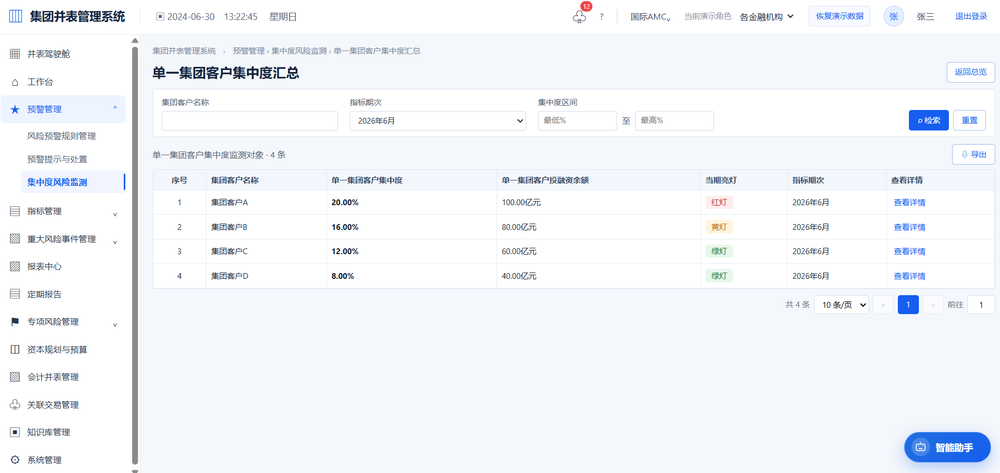 集团并表管理系统
2024-06-30 13:22:45 星期日
12
?
国际AMC
当前演示角色 各金融机构
恢复演示数据
张 张三
退出登录
并表驾驶舱
工作台
预警管理
风险预警规则管理
预警提示与处置
集中度风险监测
指标管理
重大风险事件管理
报表中心
定期报告
专项风险管理
资本规划与预算
会计并表管理
关联交易管理
知识库管理
系统管理
集团并表管理系统 › 预警管理 › 集中度风险监测 › 单一集团客户集中度汇总
单一集团客户集中度汇总
返回总览
集团客户名称 指标期次 集中度区间
2026年6月 最低% 至 最高% 检索 重置
单一集团客户集中度监测对象 · 4 条
导出
序号 集团客户名称 单一集团客户集中度 单一集团客户投融资余额 当期亮灯 指标期次 查看详情
1 集团客户A 20.00% 100.00亿元 红灯 2026年6月 查看详情
2 集团客户B 16.00% 80.00亿元 黄灯 2026年6月 查看详情
3 集团客户C 12.00% 60.00亿元 绿灯 2026年6月 查看详情
4 集团客户D 8.00% 40.00亿元 绿灯 2026年6月 查看详情
共 4 条 10 条/页 ‹ 1 › 前往 1
智能助手